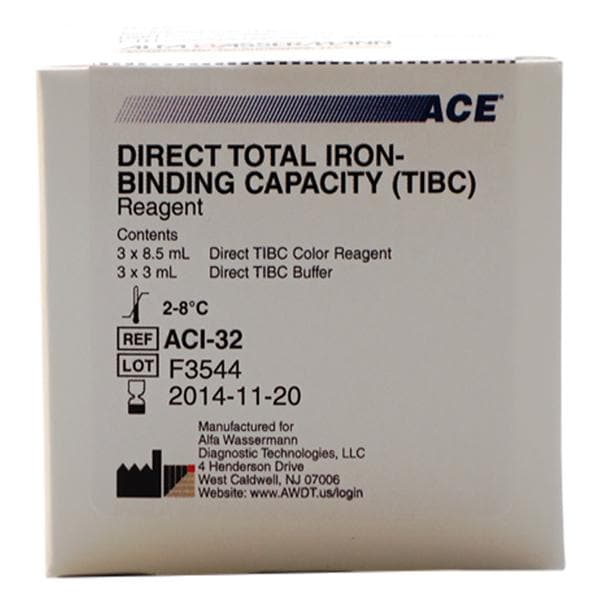 ALFA WASSERMANN
ACE®
DIRECT TOTAL IRON-
BINDING CAPACITY (TIBC)
Reagent
Contents
3 x 8.5 mL Direct TIBC Color Reagent
3 x 3 mL Direct TIBC Buffer
2-8°C
REF ACI-32
LOT F3544
2014-11-20
Manufactured for
Alfa Wassermann
Diagnostic Technologies, LLC
4 Henderson Drive
West Caldwell, NJ 07006
Website: www.AWDT.us/login